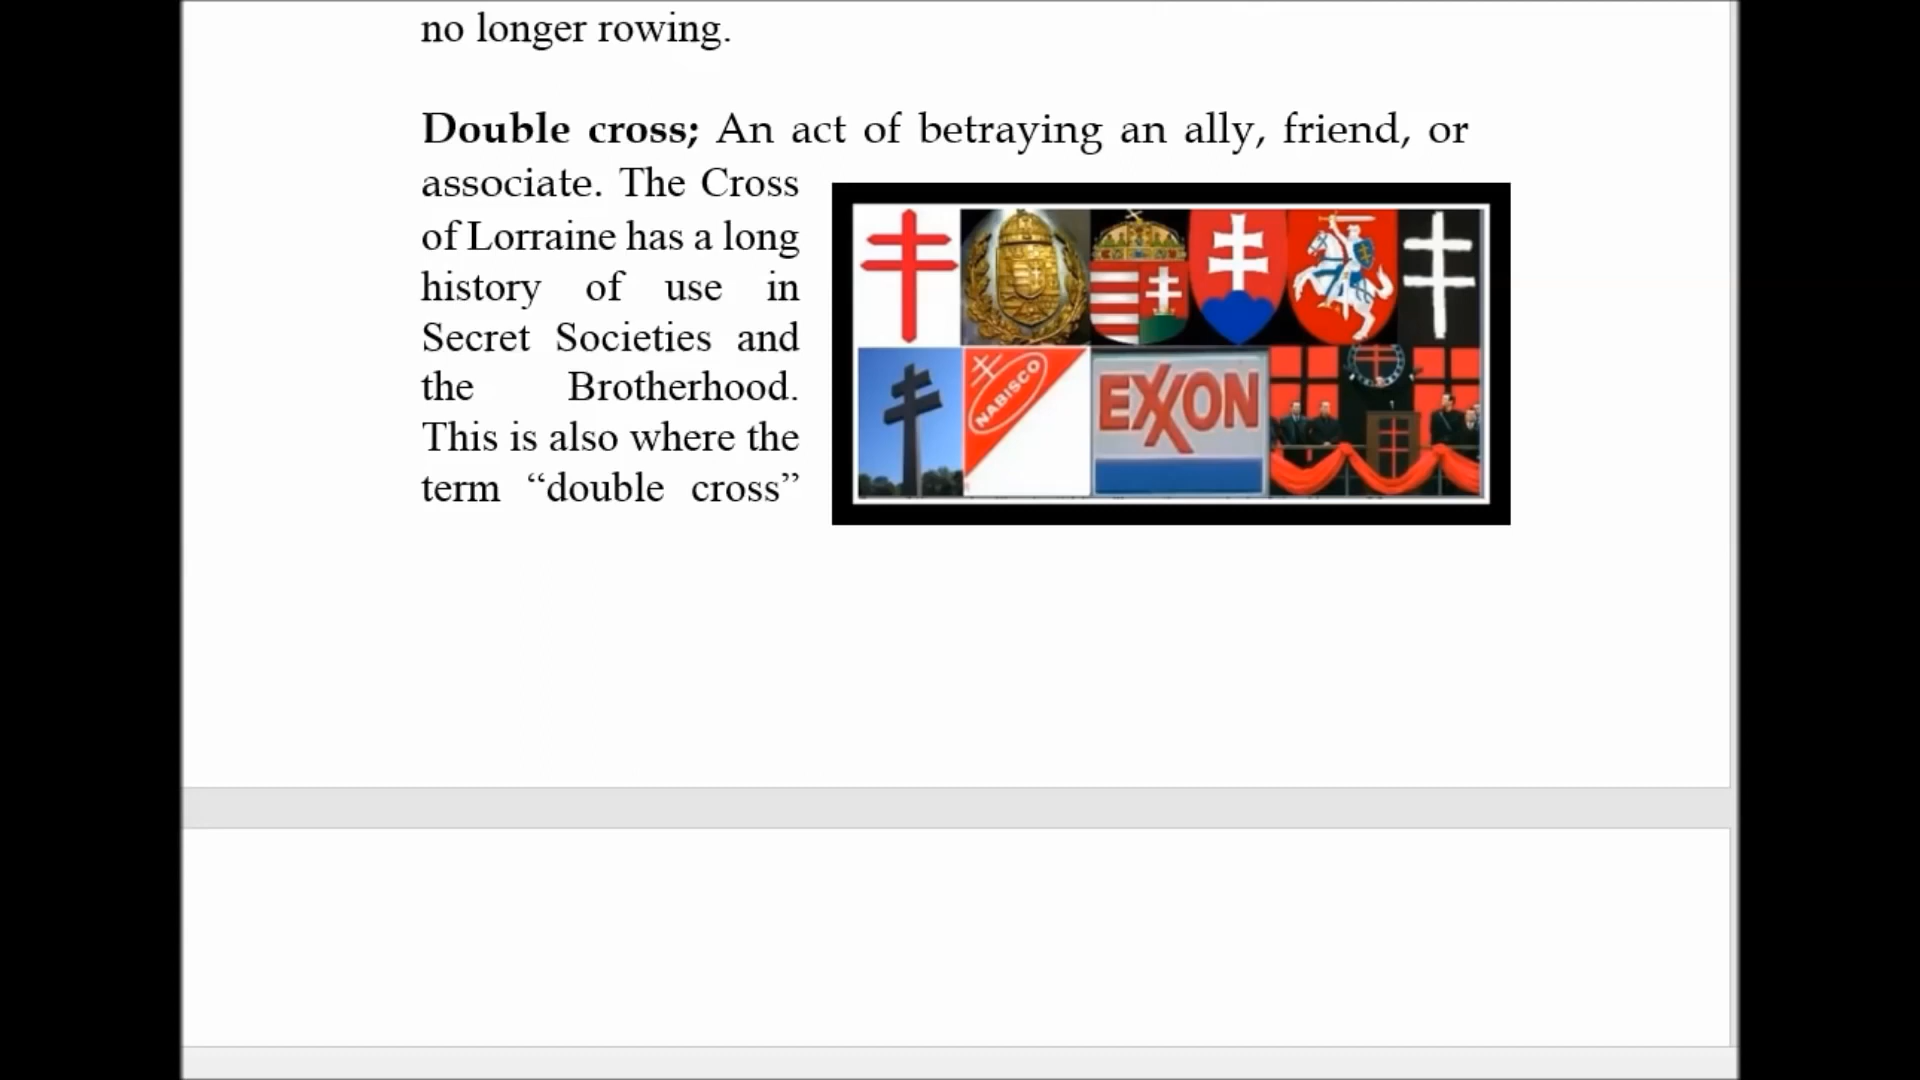 no longer rowing.
Double cross; An act of betraying an ally, friend, or
associate. The Cross
of Lorraine has a long
history of use in
Secret Societies and
the Brotherhood.
This is also where the
term “double cross”
NABISCO
EXXON